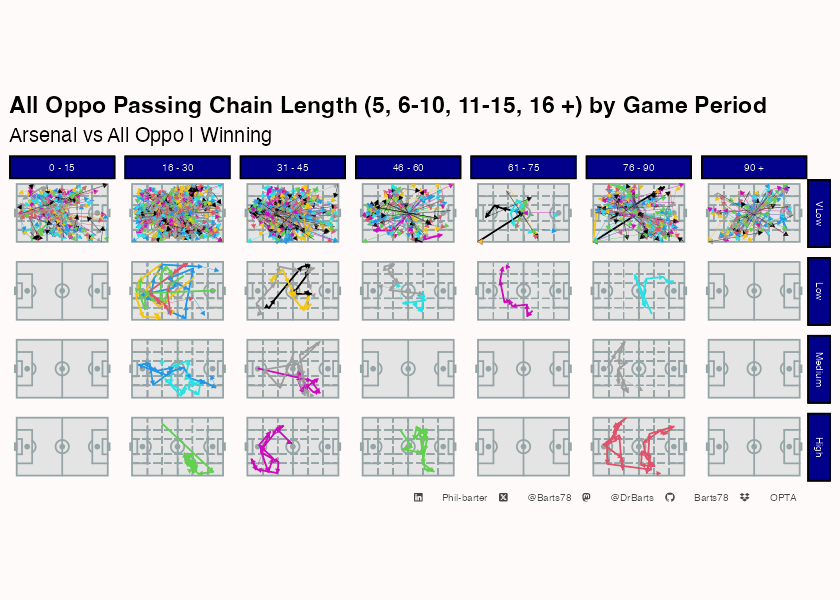 All Oppo Passing Chain Length (5, 6-10, 11-15, 16 +) by Game Period
Arsenal vs All Oppo I Winning
0 - 15
16 - 30
31 - 45
46 - 60
61 - 75
76 - 90
90 +
V.Low
Low
Medium
High
Phil-barter @Barts78 @DrBarts Barts78 OPTA